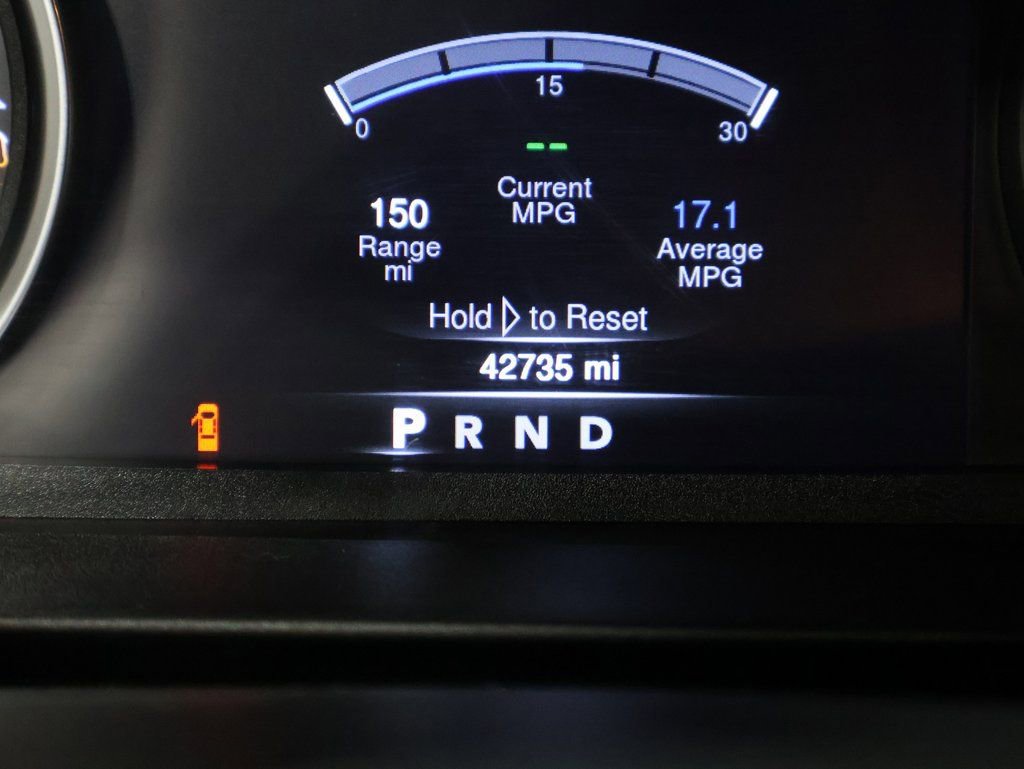 15
0
30
--
Current
MPG
150
Range
mi
17.1
Average
MPG
Hold ▷ to Reset
42735 mi
P R N D